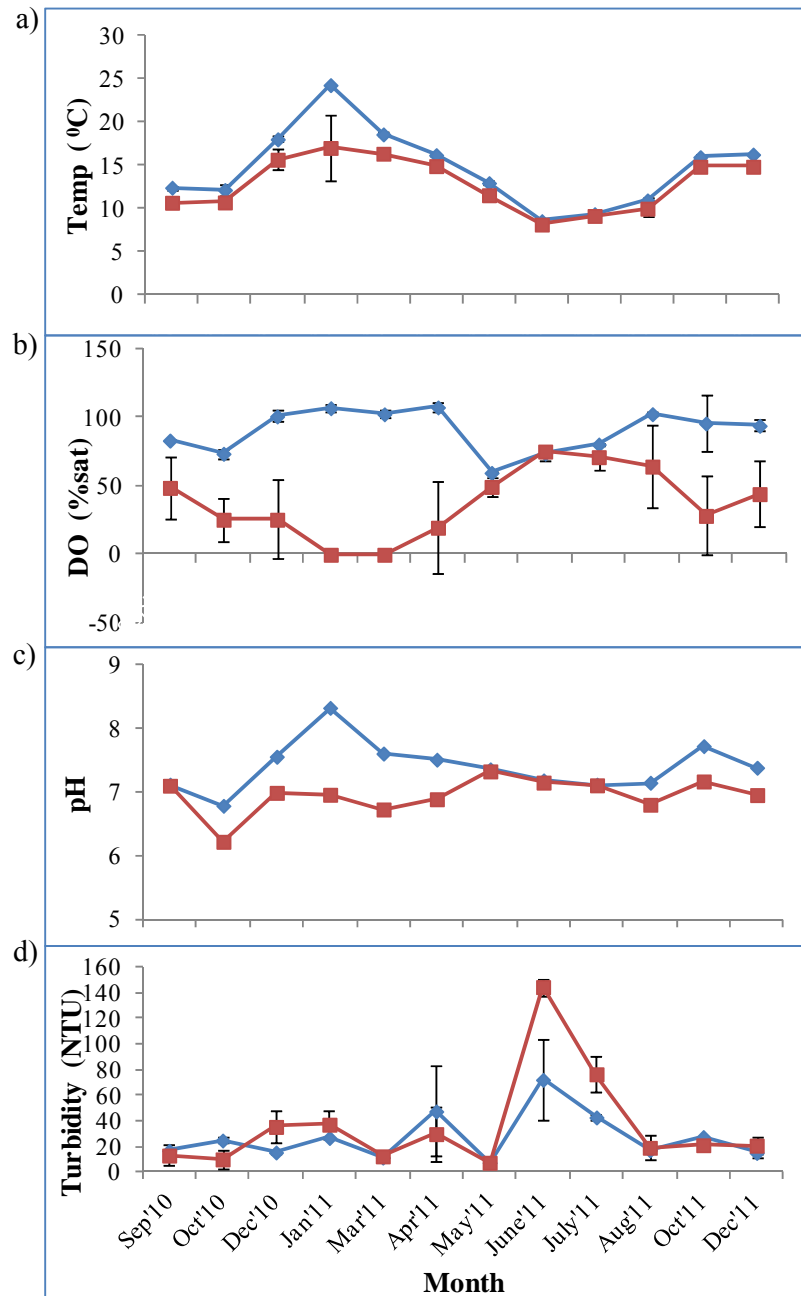 a)
Temp (⁰C)
30
25
20
15
10
5
0
b)
DO (%sat)
150
100
50
0
-50
c)
pH
9
8
7
6
5
d)
Turbidity (NTU)
160
140
120
100
80
60
40
20
0
Sep'10
Oct'10
Dec'10
Jan'11
Mar'11
Apr'11
May'11
June'11
July'11
Aug'11
Oct'11
Dec'11
Month